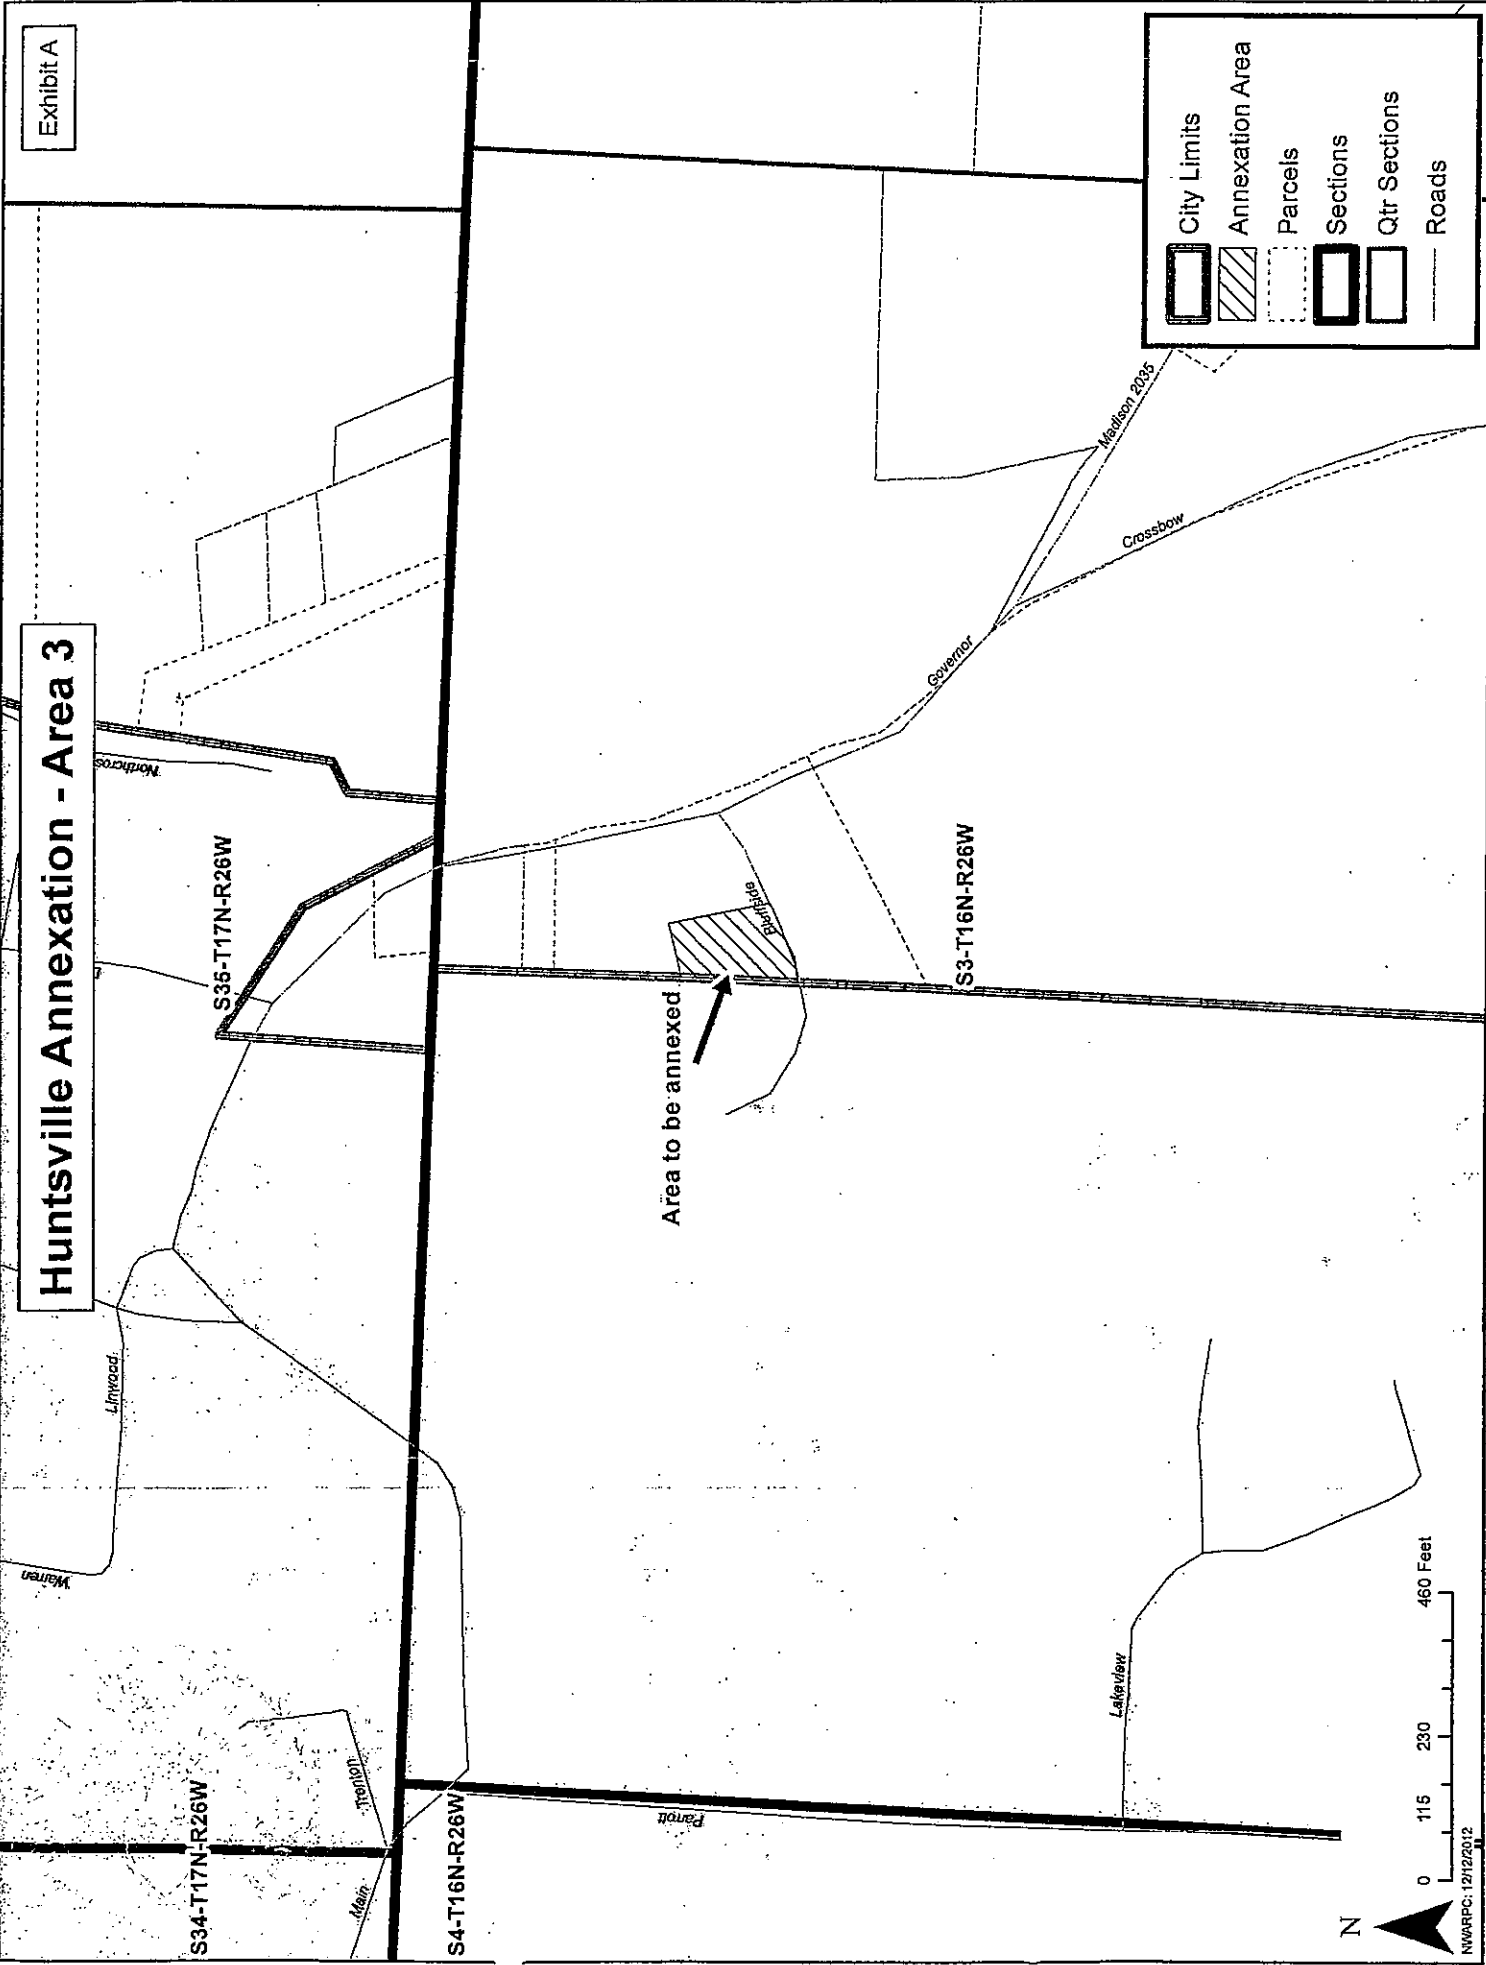 Exhibit A
Huntsville Annexation - Area 3
Northcros
Warren
Linwood
S35-T17N-R26W
S34-T17N-R26W
Trenton
Main
S4-T16N-R26W
Parrott
Area to be annexed
Bluffside
Governor
Madison 2035
Crossbow
S3-T16N-R26W
Lakeview
City Limits
Annexation Area
Parcels
Sections
Qtr Sections
Roads
N
0 115 230 460 Feet
NWARPC: 12/12/2012